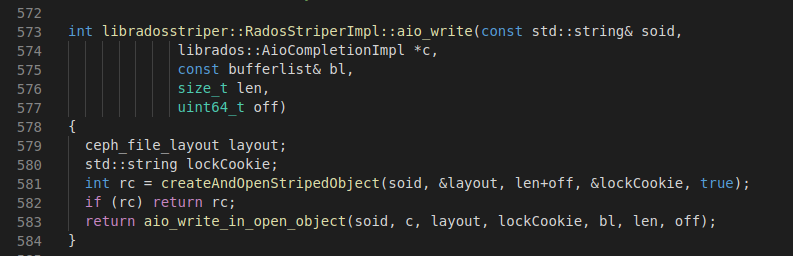 572
573 int libradosstriper::RadosStriperImpl::aio_write(const std::string& soid,
574 librados::AioCompletionImpl *c,
575 const bufferlist& bl,
576 size_t len,
577 uint64_t off)
578 {
579 ceph_file_layout layout;
580 std::string lockCookie;
581 int rc = createAndOpenStripedObject(soid, &layout, len+off, &lockCookie, true);
582 if (rc) return rc;
583 return aio_write_in_open_object(soid, c, layout, lockCookie, bl, len, off);
584 }